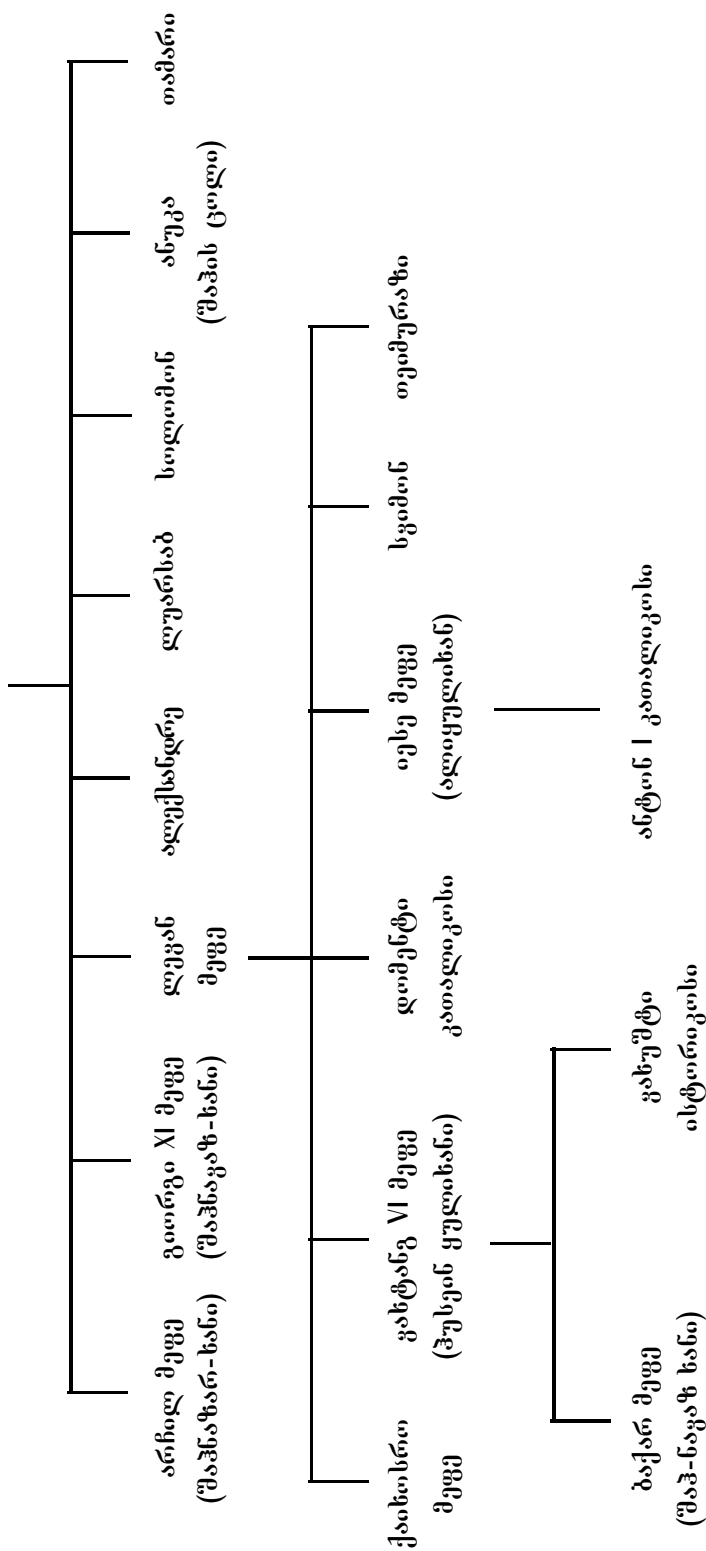 არჩილ მეფე
(შაჰნაზარ-ხანი)
გიორგი XI მეფე
(შაჰნავაზ-ხანი)
ლევან
მეფე
ალექსანდრე
ლუარსაბ
სოლომონ
ანუკა
(შაჰის ცოლი)
თამარი
ქაიხოსრო
მეფე
ვახტანგ VI მეფე
(ჰუსეინ ყულიხანი)
დომენტი
კათალიკოსი
იესე მეფე
(ალიყულიხან)
სვიმონ
თეიმურაზი
ბაქარ მეფე
(შაჰ-ნავაზ ხანი)
ვახუშტი
ისტორიკოსი
ანტონ I კათალიკოსი